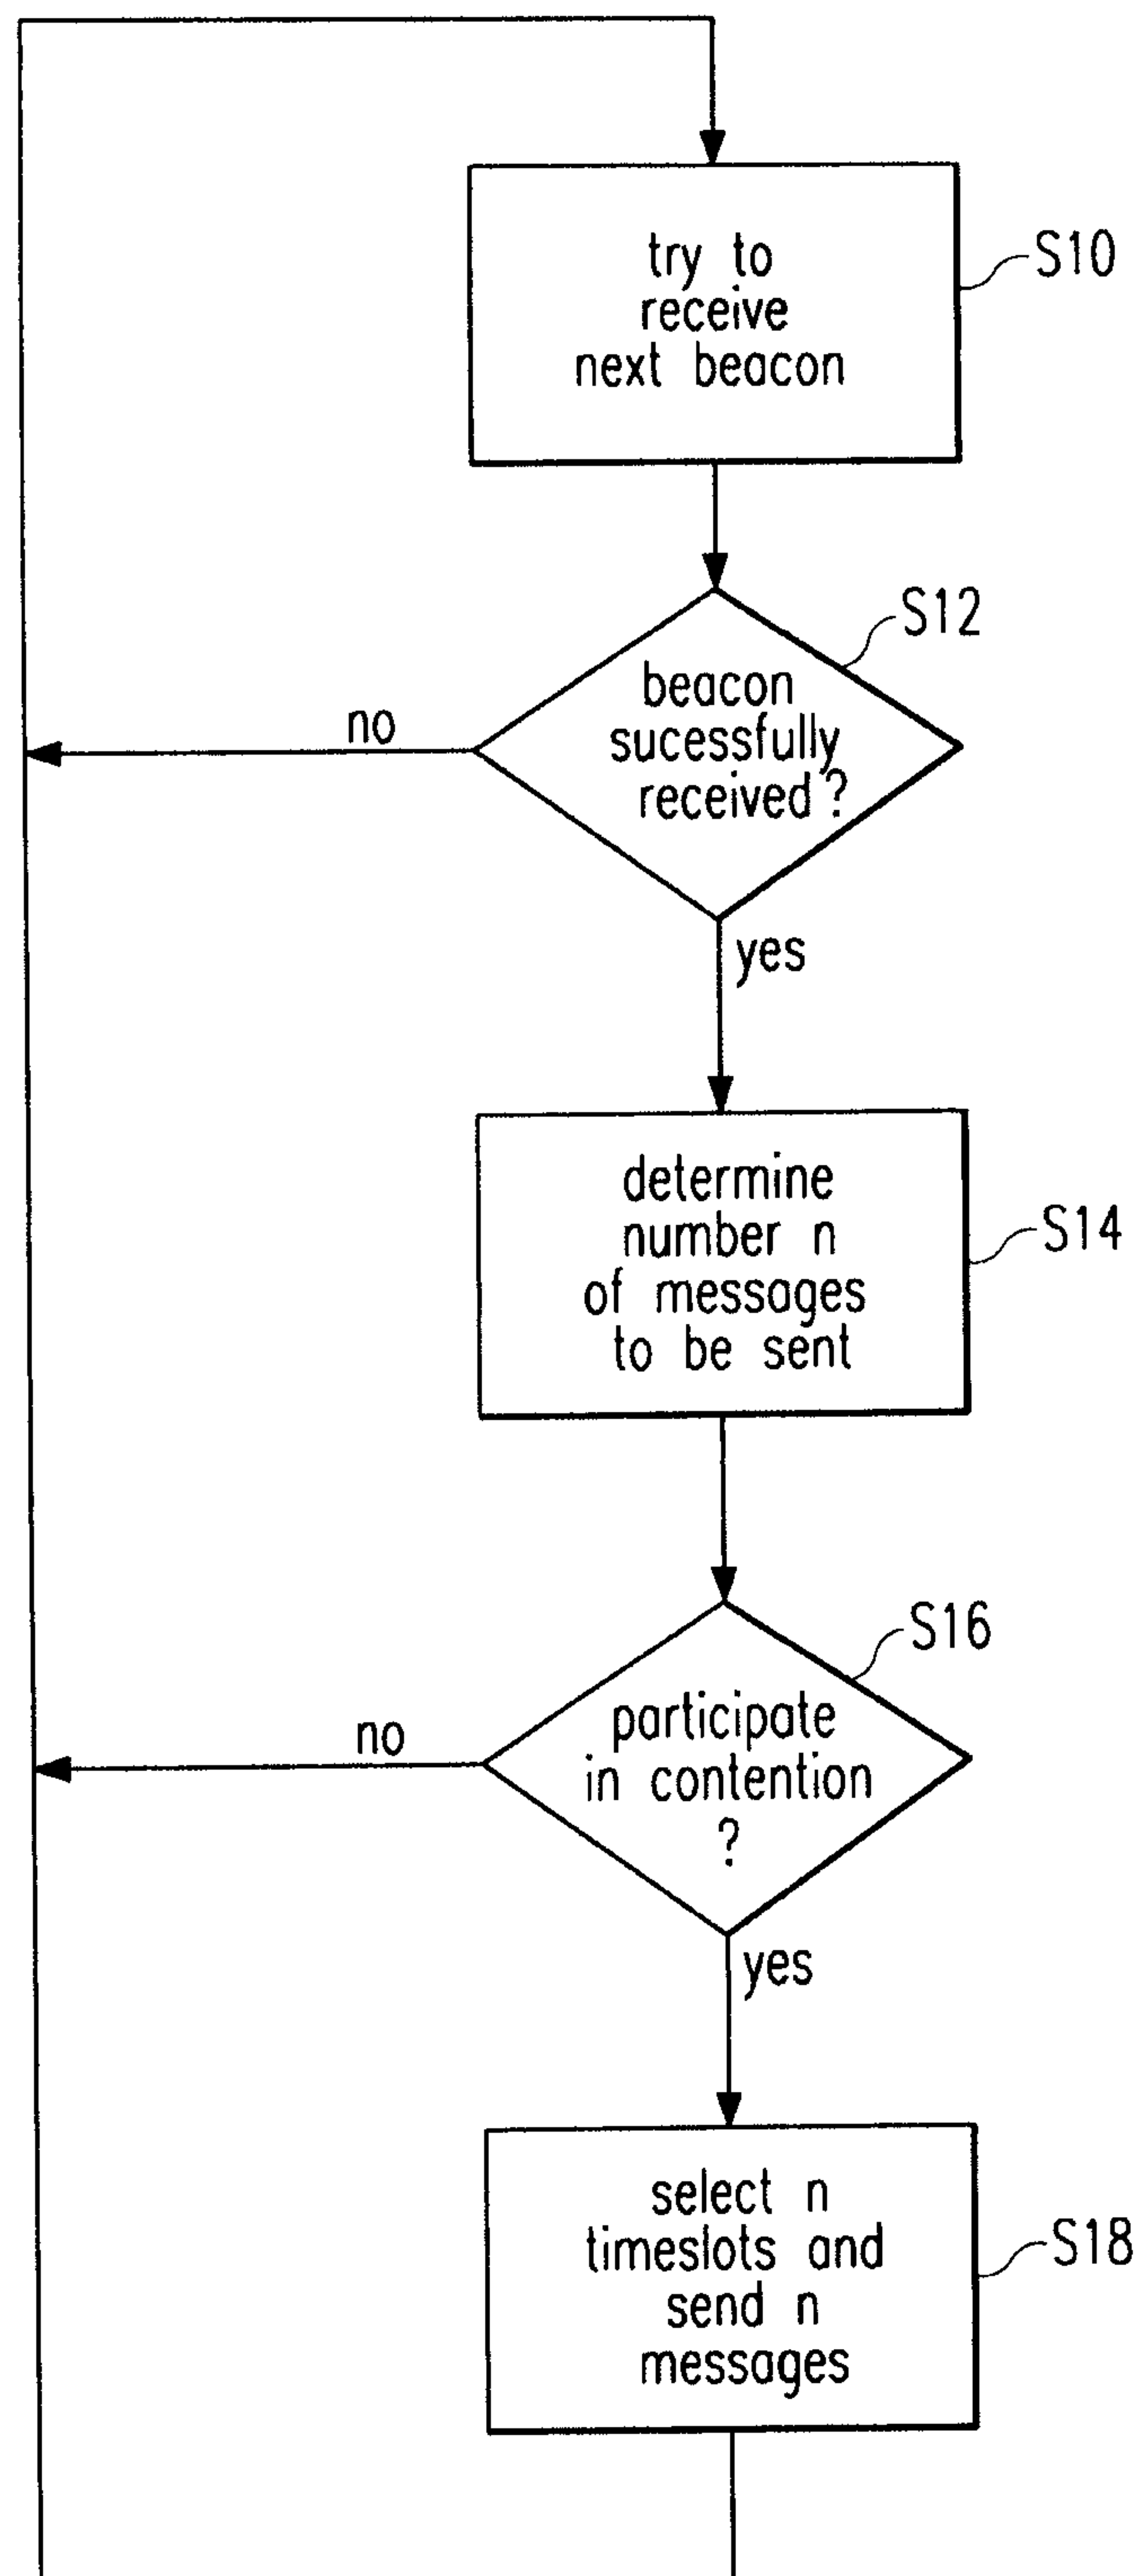 try to
receive
next beacon
S10
S12
beacon
sucessfully
received?
no
yes
determine
number n
of messages
to be sent
S14
S16
participate
in contention
?
no
yes
select n
timeslots and
send n
messages
S18